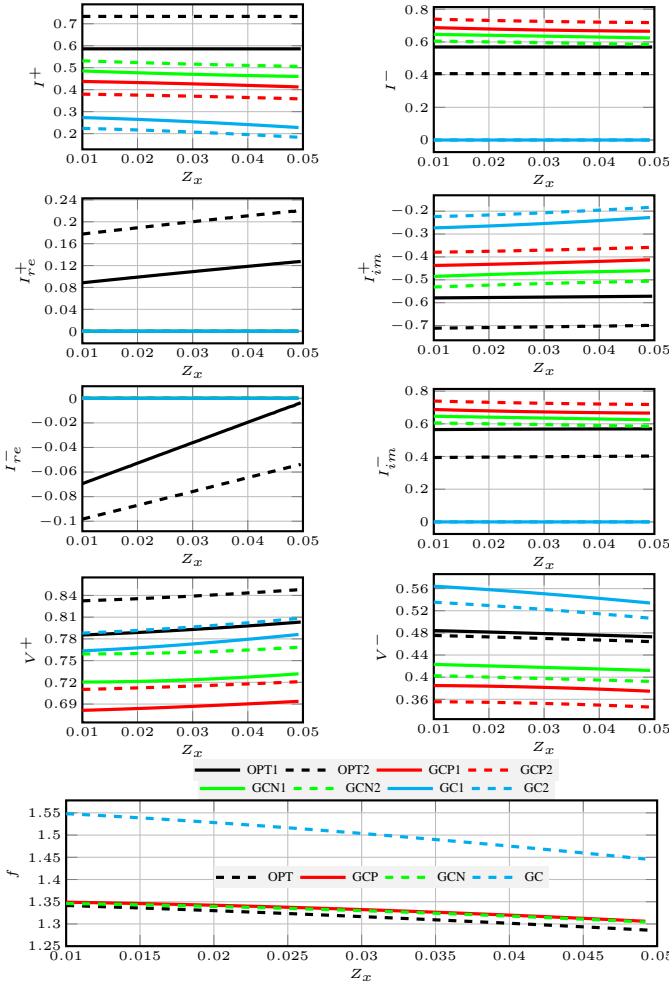 0.7
0.6
0.5
0.4
0.3
0.2
I+
0.01 0.02 0.03 0.04 0.05
Zx
0.8
0.6
0.4
0.2
0
I−
0.01 0.02 0.03 0.04 0.05
Zx
0.24
0.2
0.16
0.12
0.08
0.04
0
I+re
0.01 0.02 0.03 0.04 0.05
Zx
−0.2
−0.3
−0.4
−0.5
−0.6
−0.7
I+im
0.01 0.02 0.03 0.04 0.05
Zx
0
−0.02
−0.04
−0.06
−0.08
−0.1
I−re
0.01 0.02 0.03 0.04 0.05
Zx
0.8
0.6
0.4
0.2
0
I−im
0.01 0.02 0.03 0.04 0.05
Zx
0.84
0.81
0.78
0.75
0.72
0.69
V+
0.01 0.02 0.03 0.04 0.05
Zx
0.56
0.52
0.48
0.44
0.4
0.36
V−
0.01 0.02 0.03 0.04 0.05
Zx
OPT1 OPT2 GCP1 GCP2
GCN1 GCN2 GC1 GC2
1.55
1.5
1.45
1.4
1.35
1.3
1.25
f
OPT GCP GCN GC
0.01 0.015 0.02 0.025 0.03 0.035 0.04 0.045 0.05
Zx